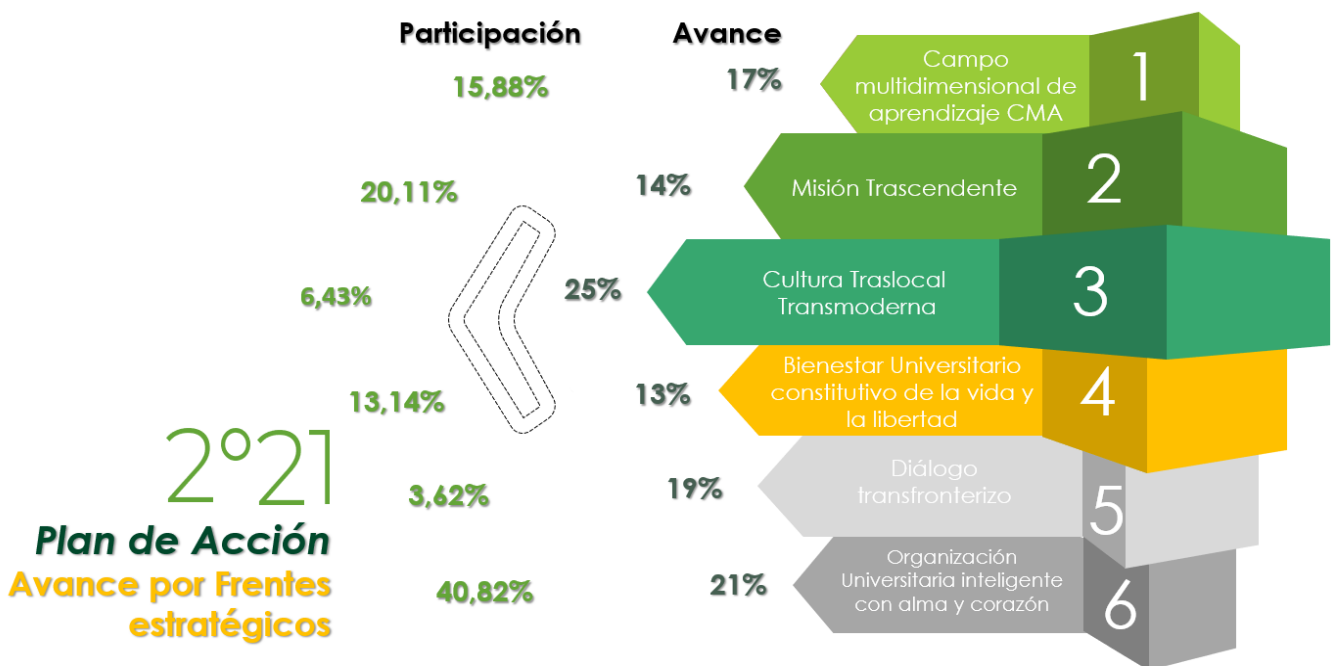 Participación
Avance
15,88%
17%
Campo
multidimensional de
aprendizaje CMA
1
20,11%
14%
Misión Trascendente
2
6,43%
25%
Cultura Traslocal
Transmoderna
3
13,14%
13%
Bienestar Universitario
constitutivo de la vida y
la libertad
4
3,62%
19%
Diálogo
transfronterizo
5
40,82%
21%
Organización
Universitaria inteligente
con alma y corazón
6
2°21
Plan de Acción
Avance por Frentes
estratégicos